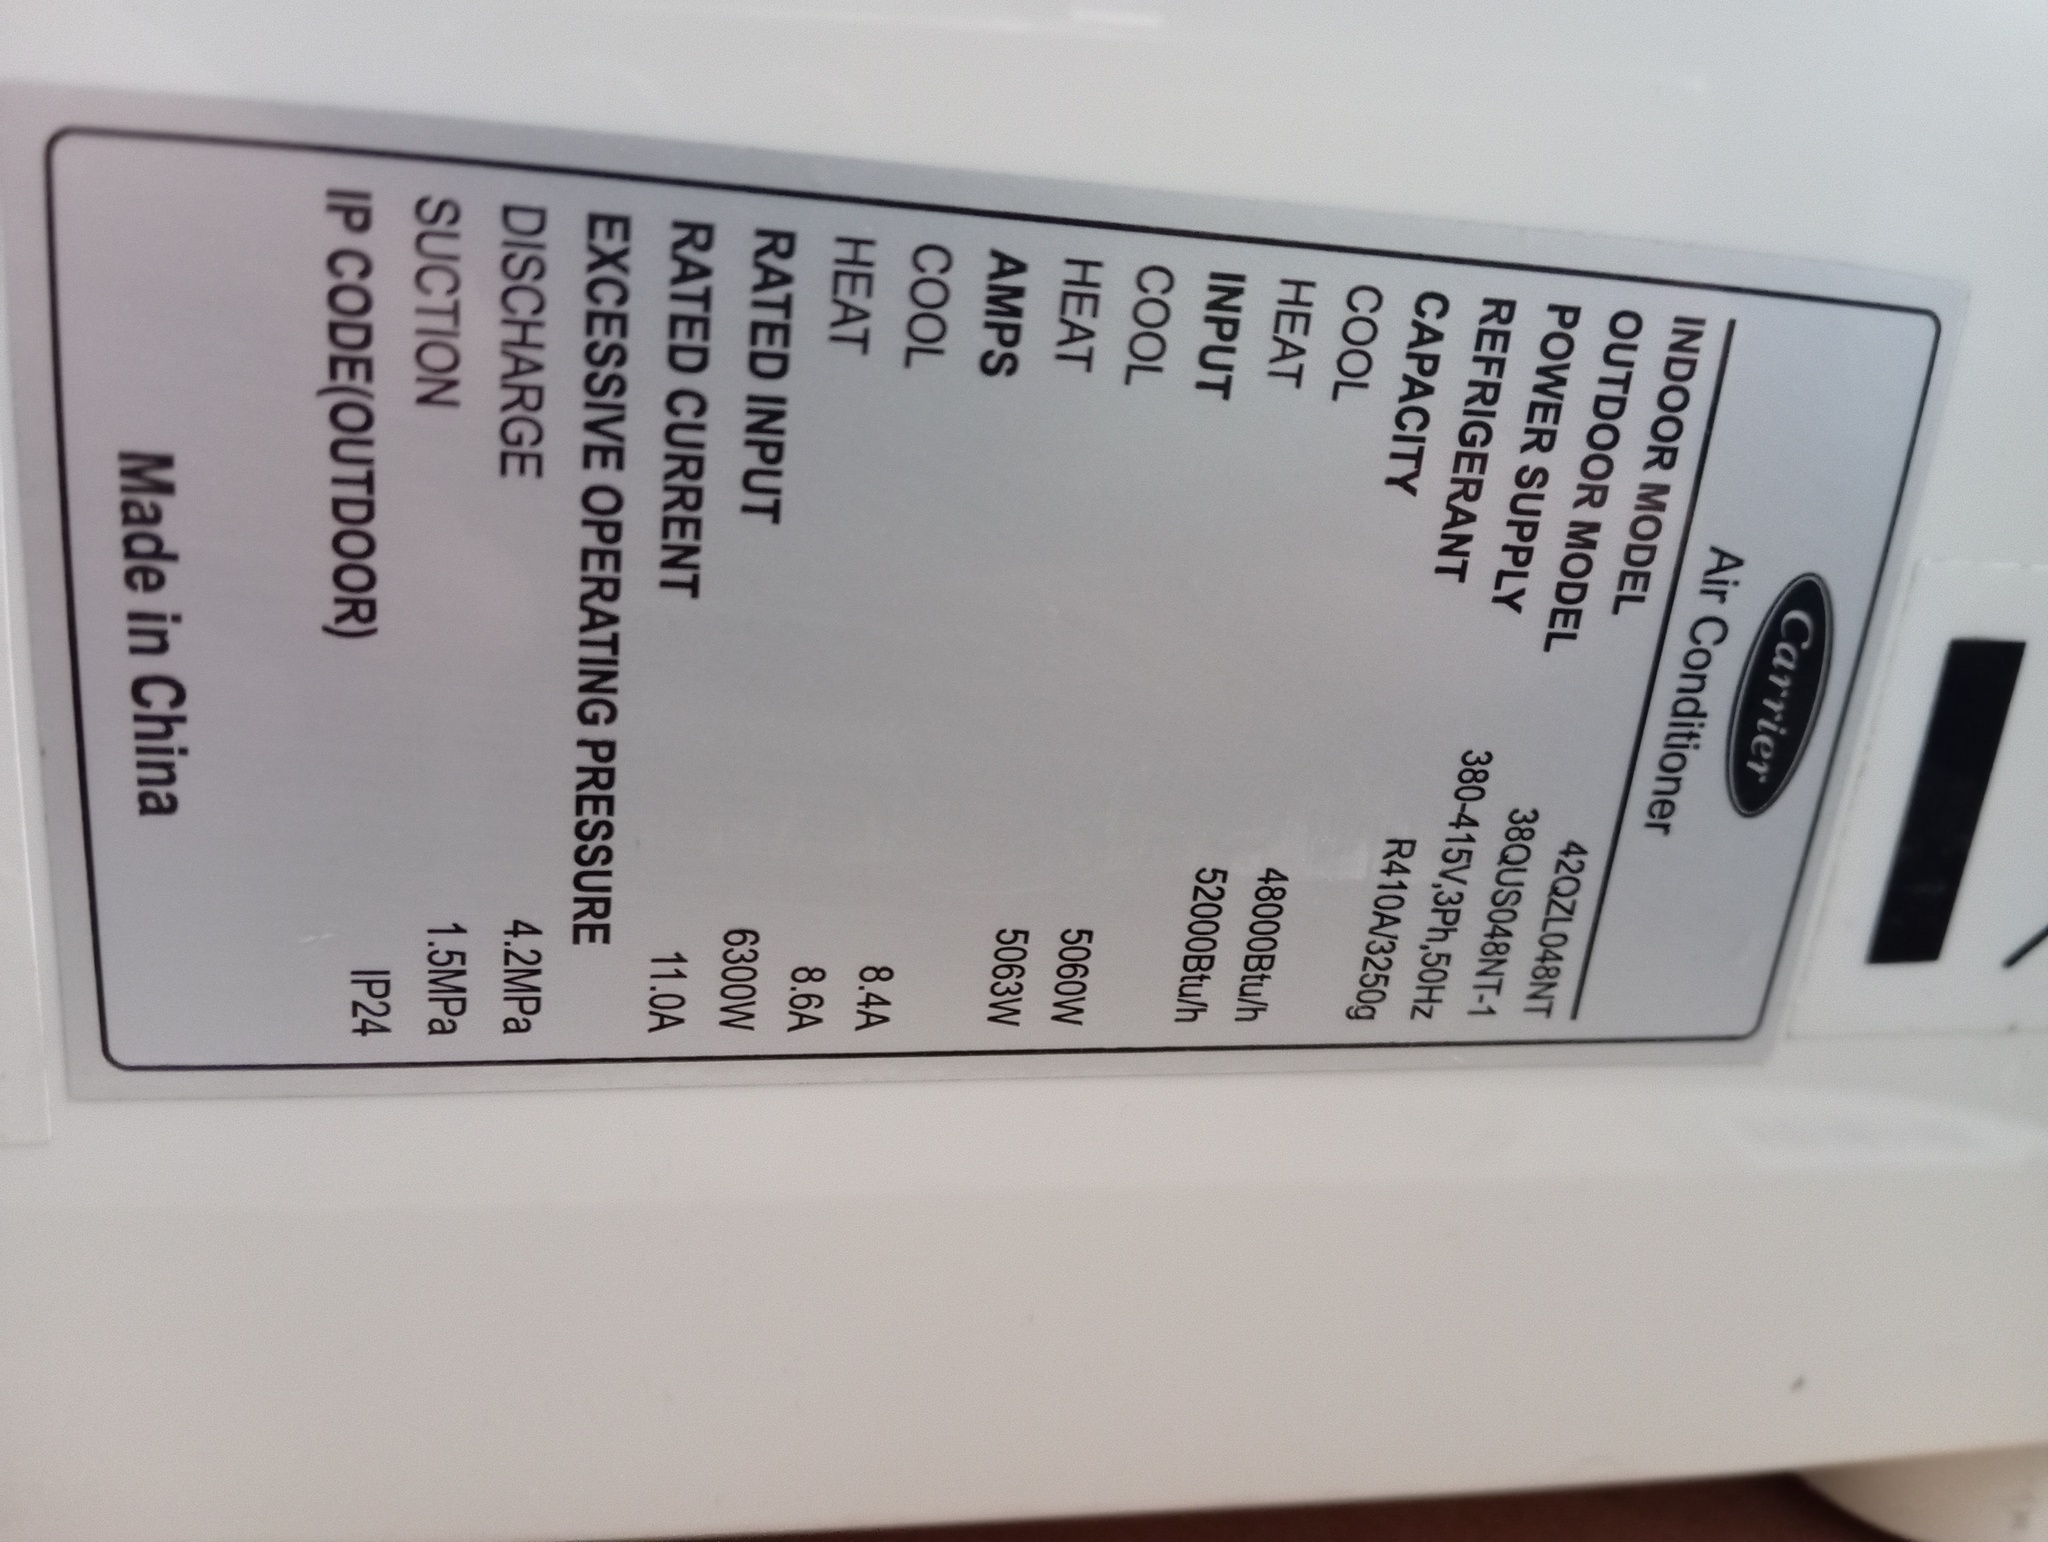 Carrier
Air Conditioner
INDOOR MODEL 42QZL048NT
OUTDOOR MODEL 38QUS048NT-1
POWER SUPPLY 380-415V,3Ph,50Hz
REFRIGERANT R410A/3250g
CAPACITY
COOL 48000Btu/h
HEAT 52000Btu/h
INPUT
COOL 5060W
HEAT 5063W
AMPS
COOL 8.4A
HEAT 8.6A
RATED INPUT 6300W
RATED CURRENT 11.0A
EXCESSIVE OPERATING PRESSURE
DISCHARGE 4.2MPa
SUCTION 1.5MPa
IP CODE(OUTDOOR) IP24
Made in China